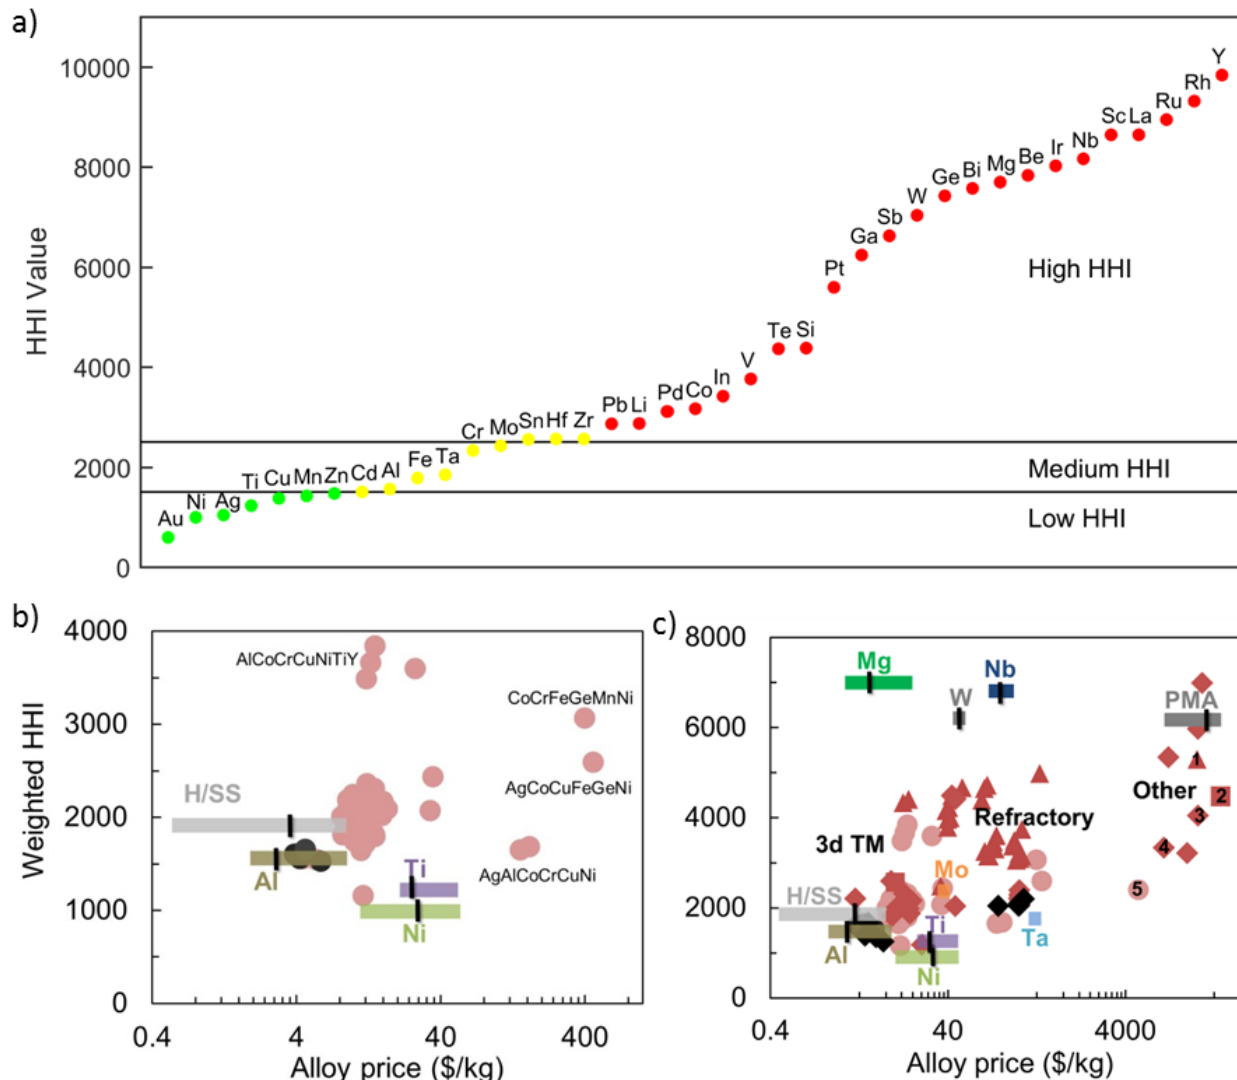 a)
HHI Value
10000
8000
6000
4000
2000
0
Au
Ni
Ag
Ti
Cu
Mn
Zn
Cd
Al
Fe
Ta
Cr
Mo
Sn
Hf
Zr
Pb
Li
Pd
Co
In
V
Te
Si
Pt
Ga
Sb
W
Ge
Bi
Mg
Be
Ir
Nb
Sc
La
Ru
Rh
Y
High HHI
Medium HHI
Low HHI
b)
Weighted HHI
4000
3000
2000
1000
0
AlCoCrCuNiTiY
CoCrFeGeMnNi
AgCoCuFeGeNi
AgAlCoCrCuNi
H/SS
Al
Ti
Ni
0.4
4
40
400
Alloy price ($/kg)
c)
8000
6000
4000
2000
0
Mg
Nb
W
PMA
1
Other
2
3
4
5
Refractory
3d TM
Mo
H/SS
Al
Ti
Ni
Ta
0.4
40
4000
Alloy price ($/kg)